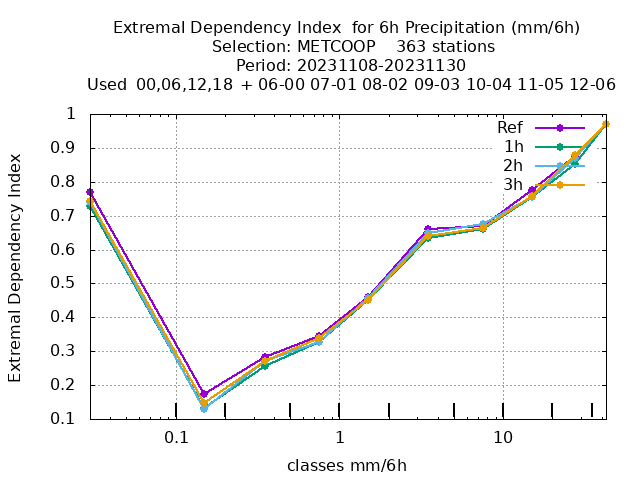 Extremal Dependency Index  for 6h Precipitation (mm/6h)
Selection: METCOOP    363 stations
Period: 20231108-20231130
Used  00,06,12,18  + 06-00 07-01 08-02 09-03 10-04 11-05 12-06
Extremal Dependency Index
1
0.9
0.8
0.7
0.6
0.5
0.4
0.3
0.2
0.1
Ref
1h
2h
3h
0.1 1 10
classes mm/6h